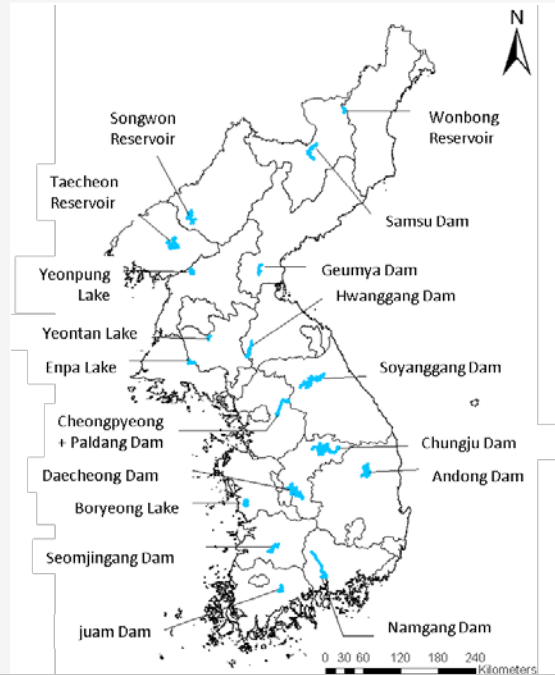 N
Songwon
Reservoir
Wonbong
Reservoir
Taecheon
Reservoir
Samsu Dam
Yeonpung
Lake
Geumya Dam
Hwanggang Dam
Yeontan Lake
Enpa Lake
Soyanggang Dam
Cheongpyeong
+ Paldang Dam
Chungju Dam
Daecheong Dam
Andong Dam
Boryeong Lake
Seomjingang Dam
juam Dam
Namgang Dam
0 30 60 120 180 240
Kilometers